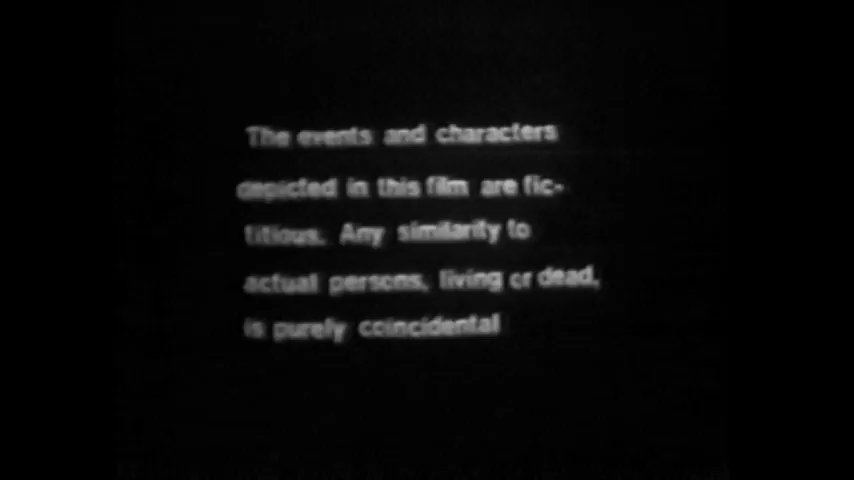 The events and characters
depicted in this film are fic-
titious. Any similarity to
actual persons, living or dead,
is purely coincidental